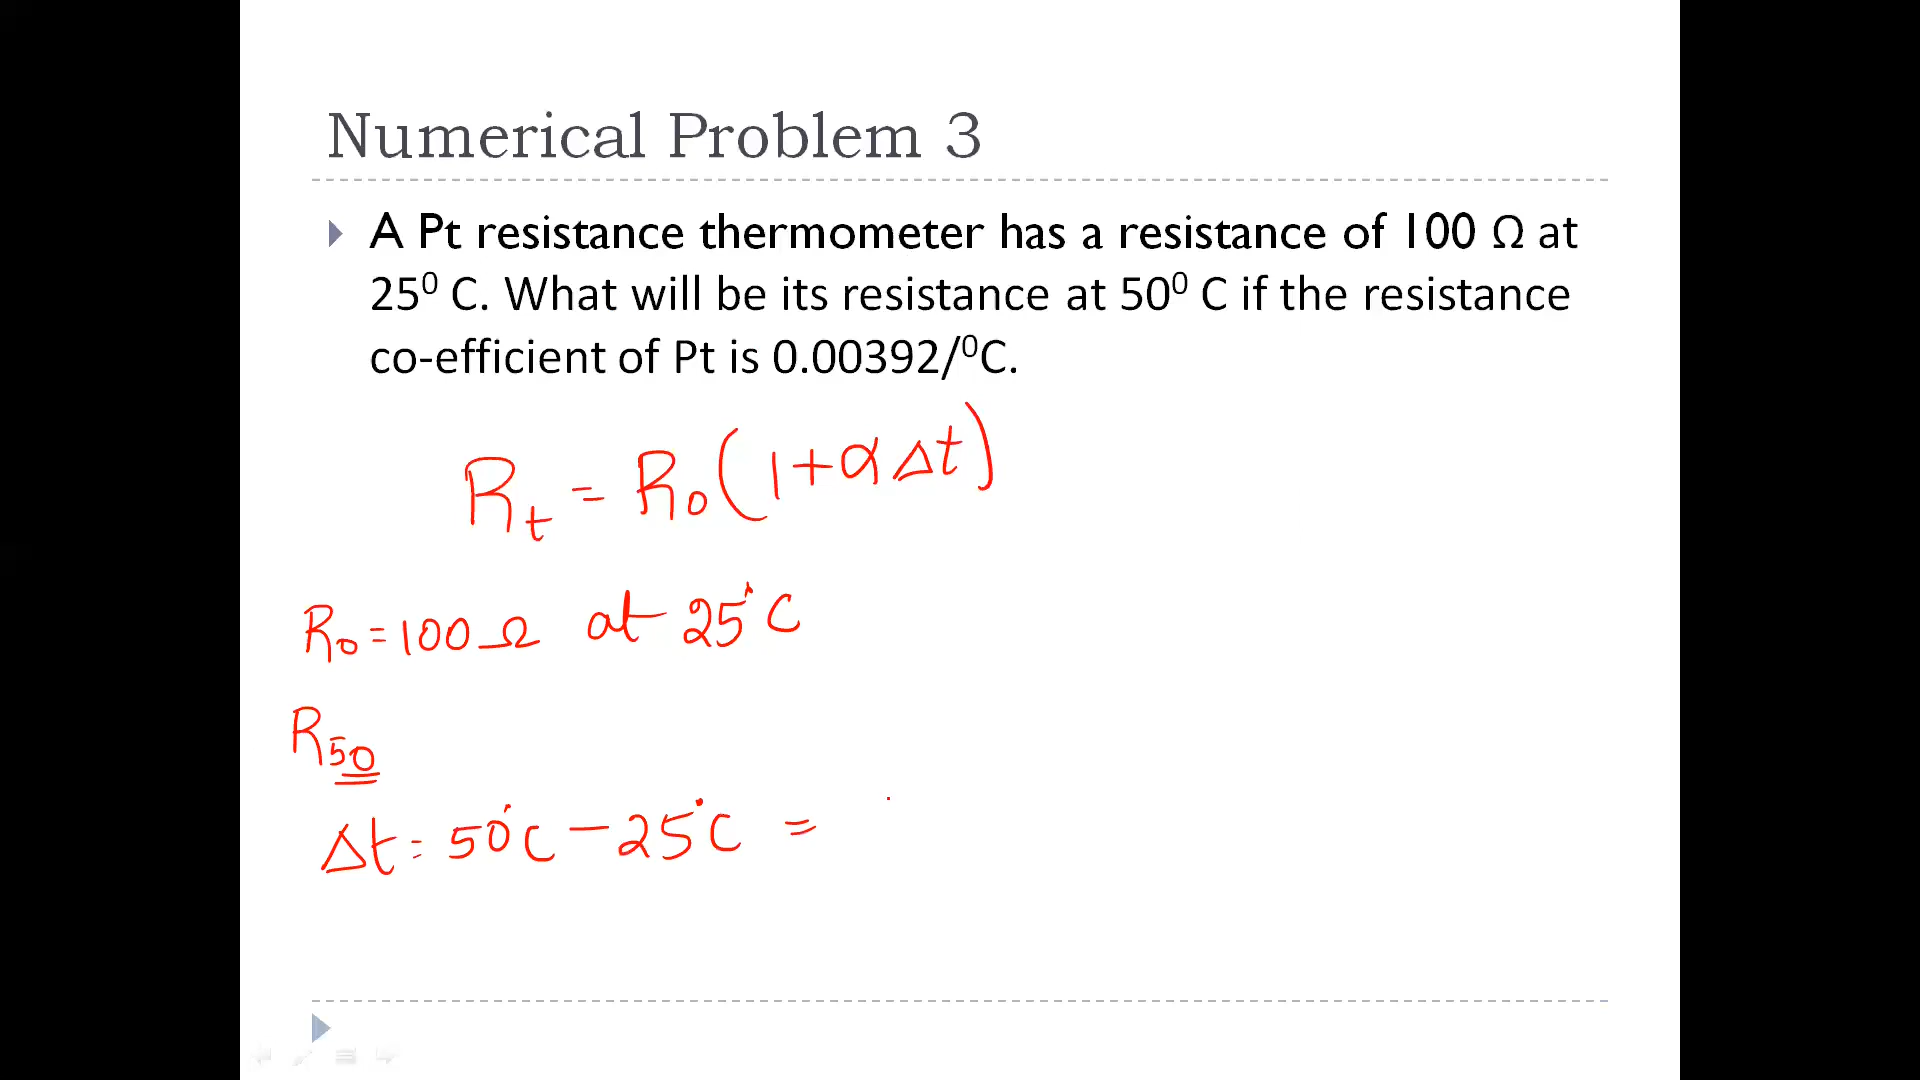 Numerical Problem 3
A Pt resistance thermometer has a resistance of 100 Ω at
25⁰ C. What will be its resistance at 50⁰ C if the resistance
co-efficient of Pt is 0.00392/⁰C.
Rt = R0(1+αΔt)
R0 = 100 Ω at 25°C
R50
Δt = 50°C − 25°C =